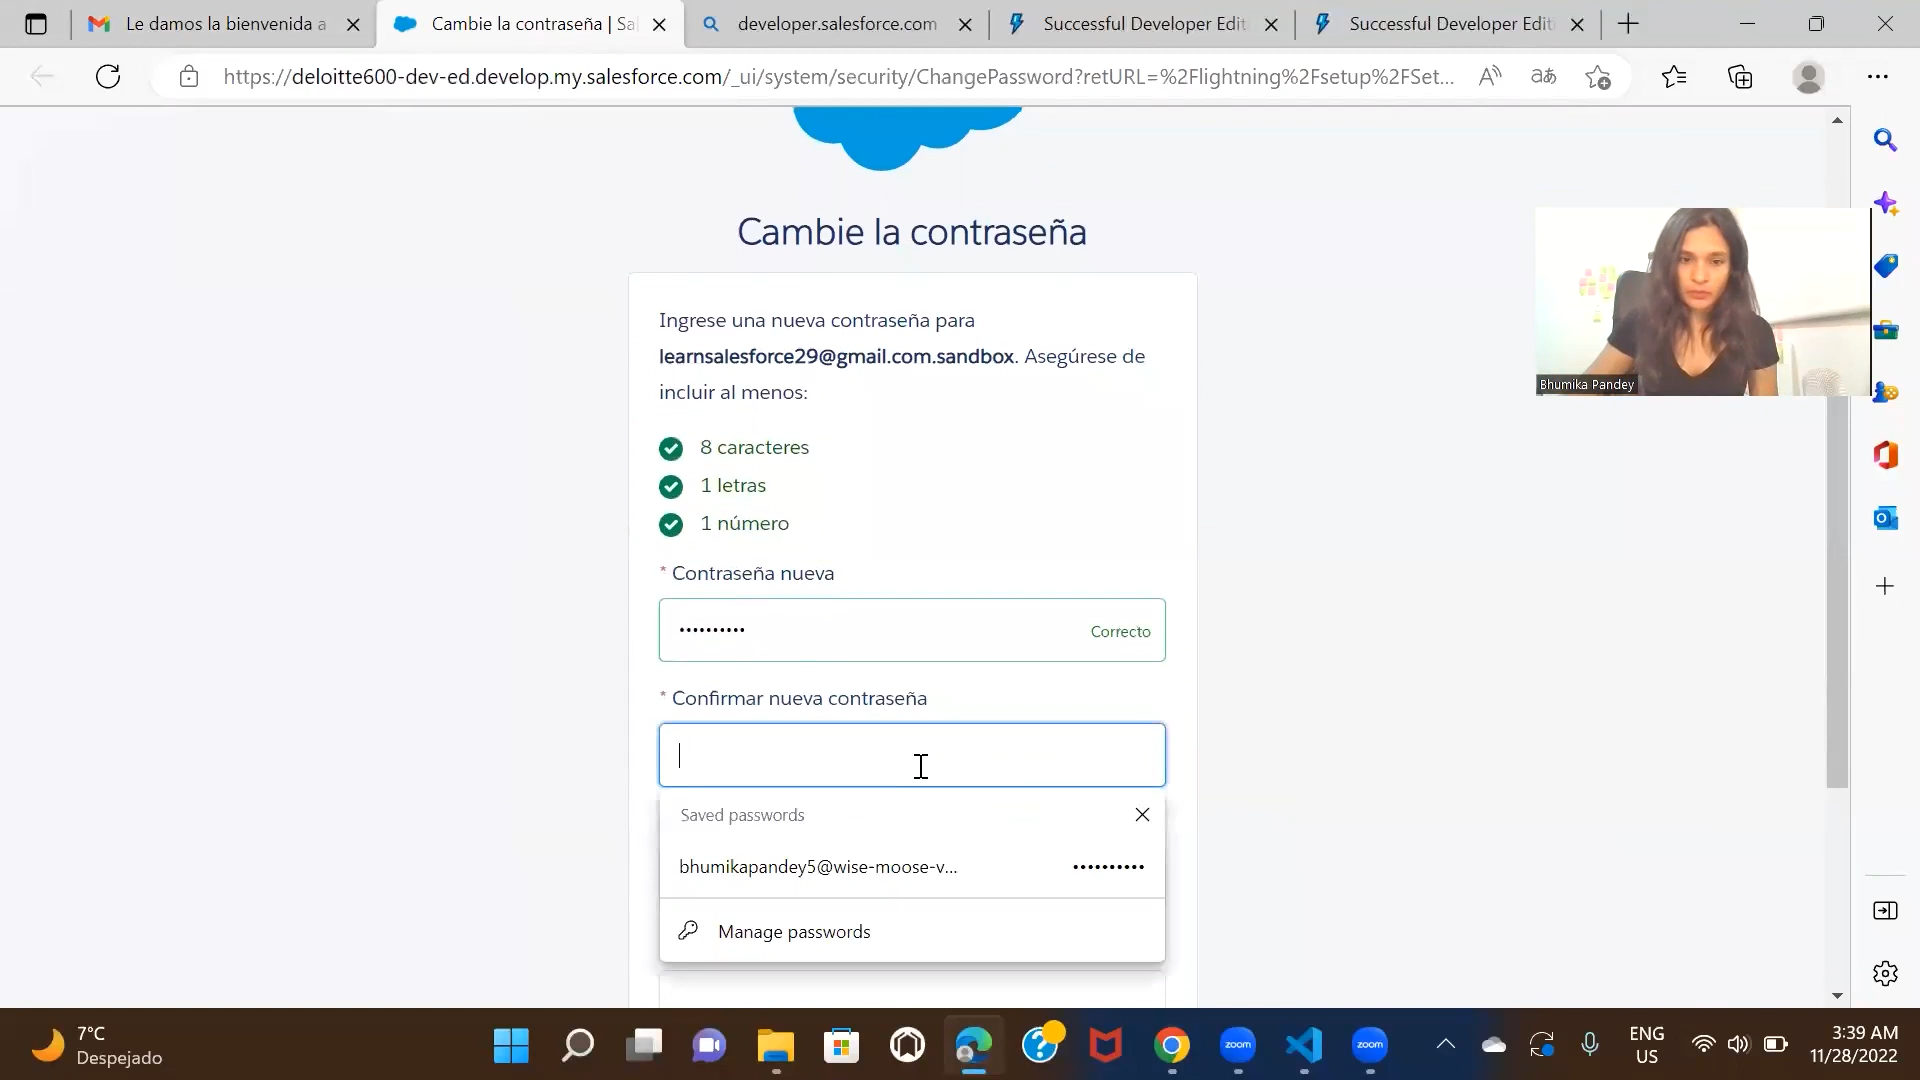 Le damos la bienvenida a
Cambie la contraseña | Sa
developer.salesforce.com
Successful Developer Edit
Successful Developer Edit
https://deloitte600-dev-ed.develop.my.salesforce.com/_ui/system/security/ChangePassword?retURL=%2Flightning%2Fsetup%2FSet...
Cambie la contraseña
Ingrese una nueva contraseña para
learnsalesforce29@gmail.com.sandbox. Asegúrese de
incluir al menos:
8 caracteres
1 letras
1 número
* Contraseña nueva
••••••••••
Correcto
* Confirmar nueva contraseña
Saved passwords
bhumikapandey5@wise-moose-v...
••••••••••
Manage passwords
Bhumika Pandey
7°C
Despejado
zoom
zoom
ENG
US
3:39 AM
11/28/2022